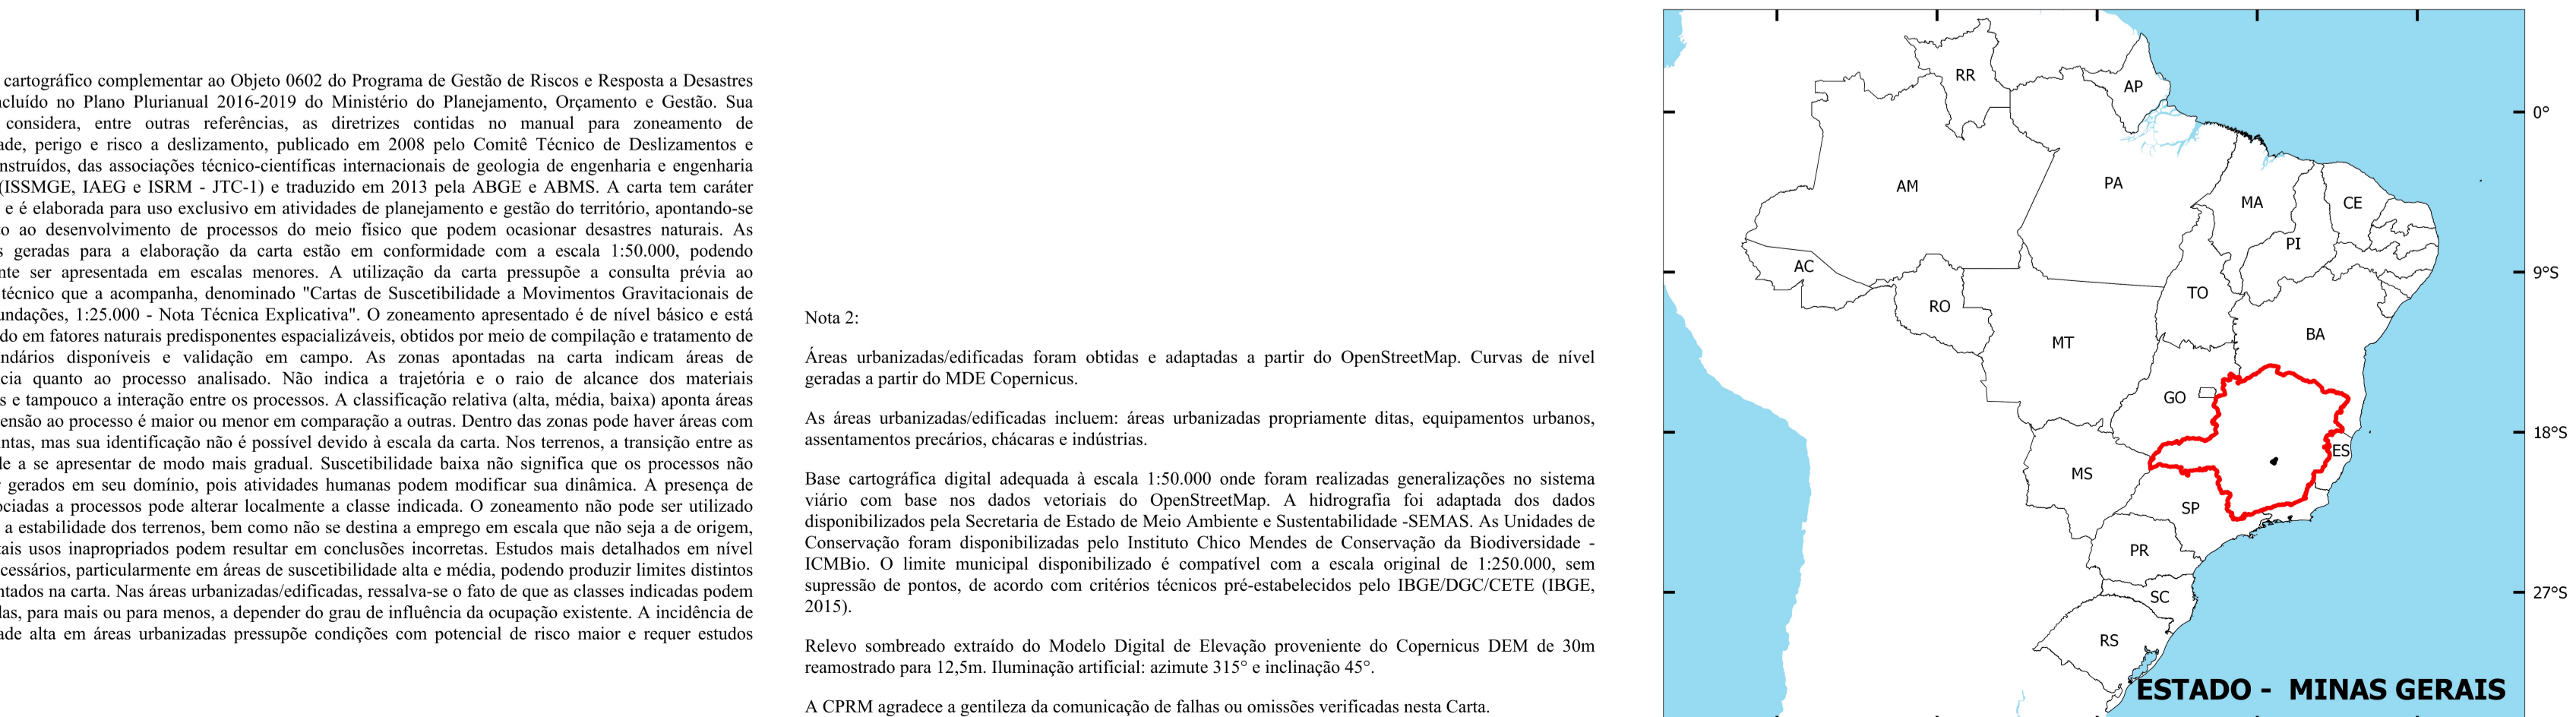 cartográfico complementar ao Objeto 0602 do Programa de Gestão de Riscos e Resposta a Desastres
cluído no Plano Plurianual 2016-2019 do Ministério do Planejamento, Orçamento e Gestão. Sua
considera, entre outras referências, as diretrizes contidas no manual para zoneamento de
ade, perigo e risco a deslizamento, publicado em 2008 pelo Comitê Técnico de Deslizamentos e
nstruídos, das associações técnico-científicas internacionais de geologia de engenharia e engenharia
(ISSMGE, IAEG e ISRM - JTC-1) e traduzido em 2013 pela ABGE e ABMS. A carta tem caráter
e é elaborada para uso exclusivo em atividades de planejamento e gestão do território, apontando-se
o ao desenvolvimento de processos do meio físico que podem ocasionar desastres naturais. As
s geradas para a elaboração da carta estão em conformidade com a escala 1:50.000, podendo
nte ser apresentada em escalas menores. A utilização da carta pressupõe a consulta prévia ao
técnico que a acompanha, denominado "Cartas de Suscetibilidade a Movimentos Gravitacionais de
undações, 1:25.000 - Nota Técnica Explicativa". O zoneamento apresentado é de nível básico e está
do em fatores naturais predisponentes espacializáveis, obtidos por meio de compilação e tratamento de
ndários disponíveis e validação em campo. As zonas apontadas na carta indicam áreas de
cia quanto ao processo analisado. Não indica a trajetória e o raio de alcance dos materiais
s e tampouco a interação entre os processos. A classificação relativa (alta, média, baixa) aponta áreas
ensão ao processo é maior ou menor em comparação a outras. Dentro das zonas pode haver áreas com
intas, mas sua identificação não é possível devido à escala da carta. Nos terrenos, a transição entre as
de a se apresentar de modo mais gradual. Suscetibilidade baixa não significa que os processos não
r gerados em seu domínio, pois atividades humanas podem modificar sua dinâmica. A presença de
ociadas a processos pode alterar localmente a classe indicada. O zoneamento não pode ser utilizado
a estabilidade dos terrenos, bem como não se destina a emprego em escala que não seja a de origem,
tais usos inapropriados podem resultar em conclusões incorretas. Estudos mais detalhados em nível
cessários, particularmente em áreas de suscetibilidade alta e média, podendo produzir limites distintos
ntados na carta. Nas áreas urbanizadas/edificadas, ressalva-se o fato de que as classes indicadas podem
las, para mais ou para menos, a depender do grau de influência da ocupação existente. A incidência de
ade alta em áreas urbanizadas pressupõe condições com potencial de risco maior e requer estudos
Nota 2:
Áreas urbanizadas/edificadas foram obtidas e adaptadas a partir do OpenStreetMap. Curvas de nível
geradas a partir do MDE Copernicus.
As áreas urbanizadas/edificadas incluem: áreas urbanizadas propriamente ditas, equipamentos urbanos,
assentamentos precários, chácaras e indústrias.
Base cartográfica digital adequada à escala 1:50.000 onde foram realizadas generalizações no sistema
viário com base nos dados vetoriais do OpenStreetMap. A hidrografia foi adaptada dos dados
disponibilizados pela Secretaria de Estado de Meio Ambiente e Sustentabilidade -SEMAS. As Unidades de
Conservação foram disponibilizadas pelo Instituto Chico Mendes de Conservação da Biodiversidade -
ICMBio. O limite municipal disponibilizado é compatível com a escala original de 1:250.000, sem
supressão de pontos, de acordo com critérios técnicos pré-estabelecidos pelo IBGE/DGC/CETE (IBGE,
2015).
Relevo sombreado extraído do Modelo Digital de Elevação proveniente do Copernicus DEM de 30m
reamostrado para 12,5m. Iluminação artificial: azimute 315° e inclinação 45°.
A CPRM agradece a gentileza da comunicação de falhas ou omissões verificadas nesta Carta.
RR
AP
0°
AM
PA
MA
CE
PI
AC
9°S
TO
RO
BA
MT
GO
18°S
ES
MS
SP
PR
27°S
SC
RS
ESTADO - MINAS GERAIS